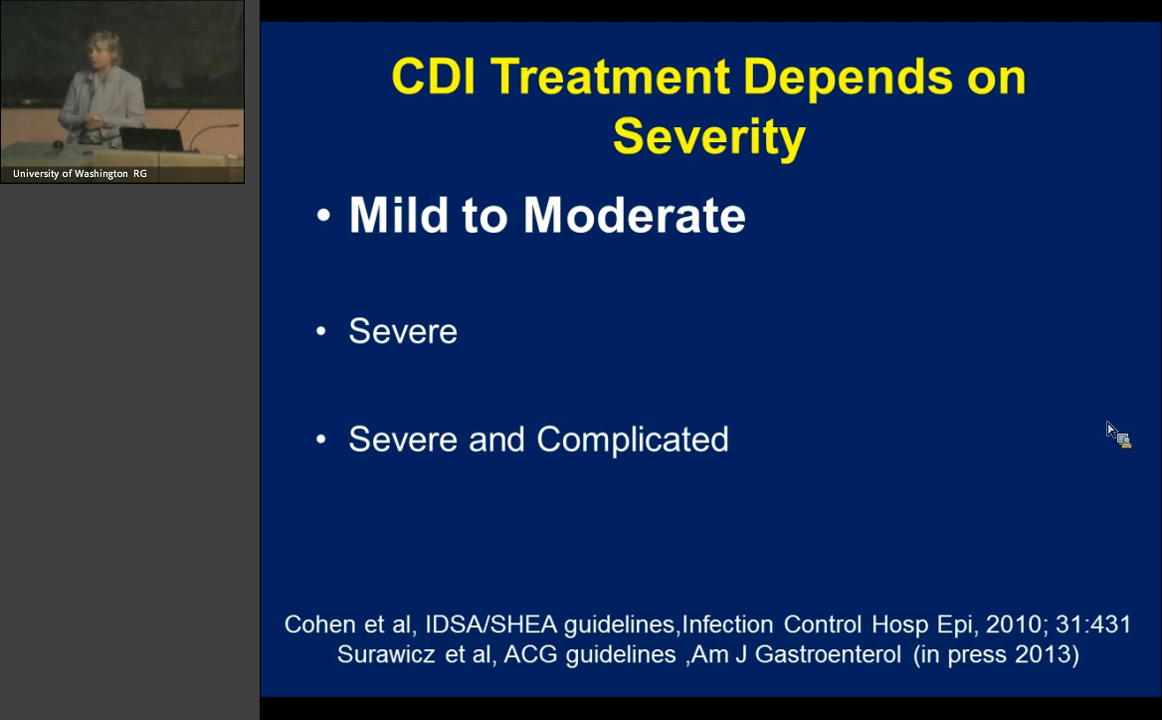 University of Washington RG
CDI Treatment Depends on
Severity
• Mild to Moderate
• Severe
• Severe and Complicated
Cohen et al, IDSA/SHEA guidelines,Infection Control Hosp Epi, 2010; 31:431
Surawicz et al, ACG guidelines ,Am J Gastroenterol (in press 2013)